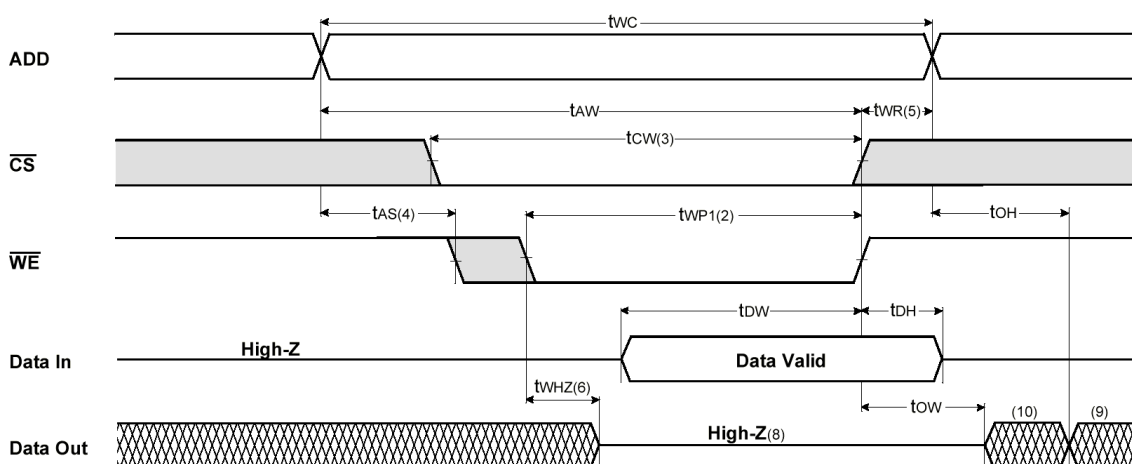 tWC
ADD
tAW
tWR(5)
tCW(3)
CS
tAS(4)
tWP1(2)
tOH
WE
tDW
tDH
High-Z
Data In
Data Valid
tWHZ(6)
tOW
(10)
(9)
High-Z(8)
Data Out